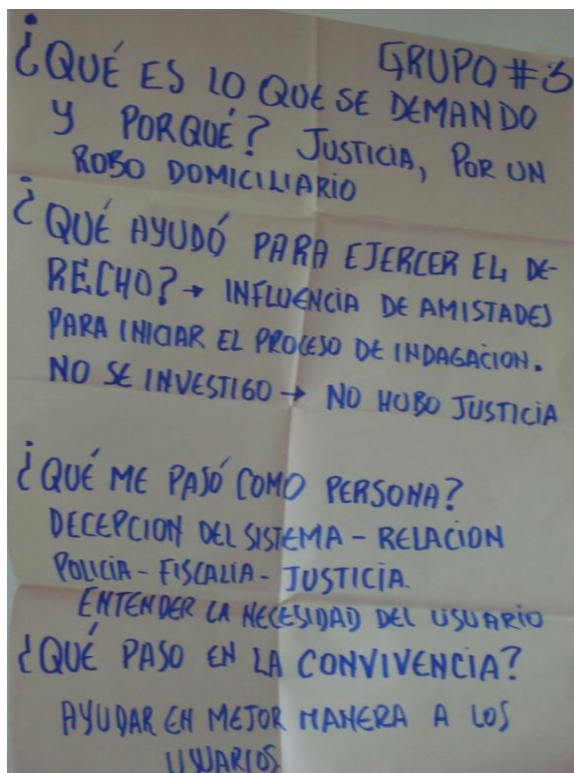 GRUPO #3
¿QUÉ ES LO QUE SE DEMANDO
Y PORQUÉ? JUSTICIA, POR UN
ROBO DOMICILIARIO
¿QUÉ AYUDÓ PARA EJERCER EL DE-
RECHO? → INFLUENCIA DE AMISTADES
PARA INICIAR EL PROCESO DE INDAGACION.
NO SE INVESTIGO → NO HUBO JUSTICIA
¿QUÉ ME PASÓ COMO PERSONA?
DECEPCION DEL SISTEMA - RELACION
POLICIA - FISCALIA - JUSTICIA.
ENTENDER LA NECESIDAD DEL USUARIO
¿QUÉ PASO EN LA CONVIVENCIA?
AYUDAR EN MEJOR MANERA A LOS
USUARIOS